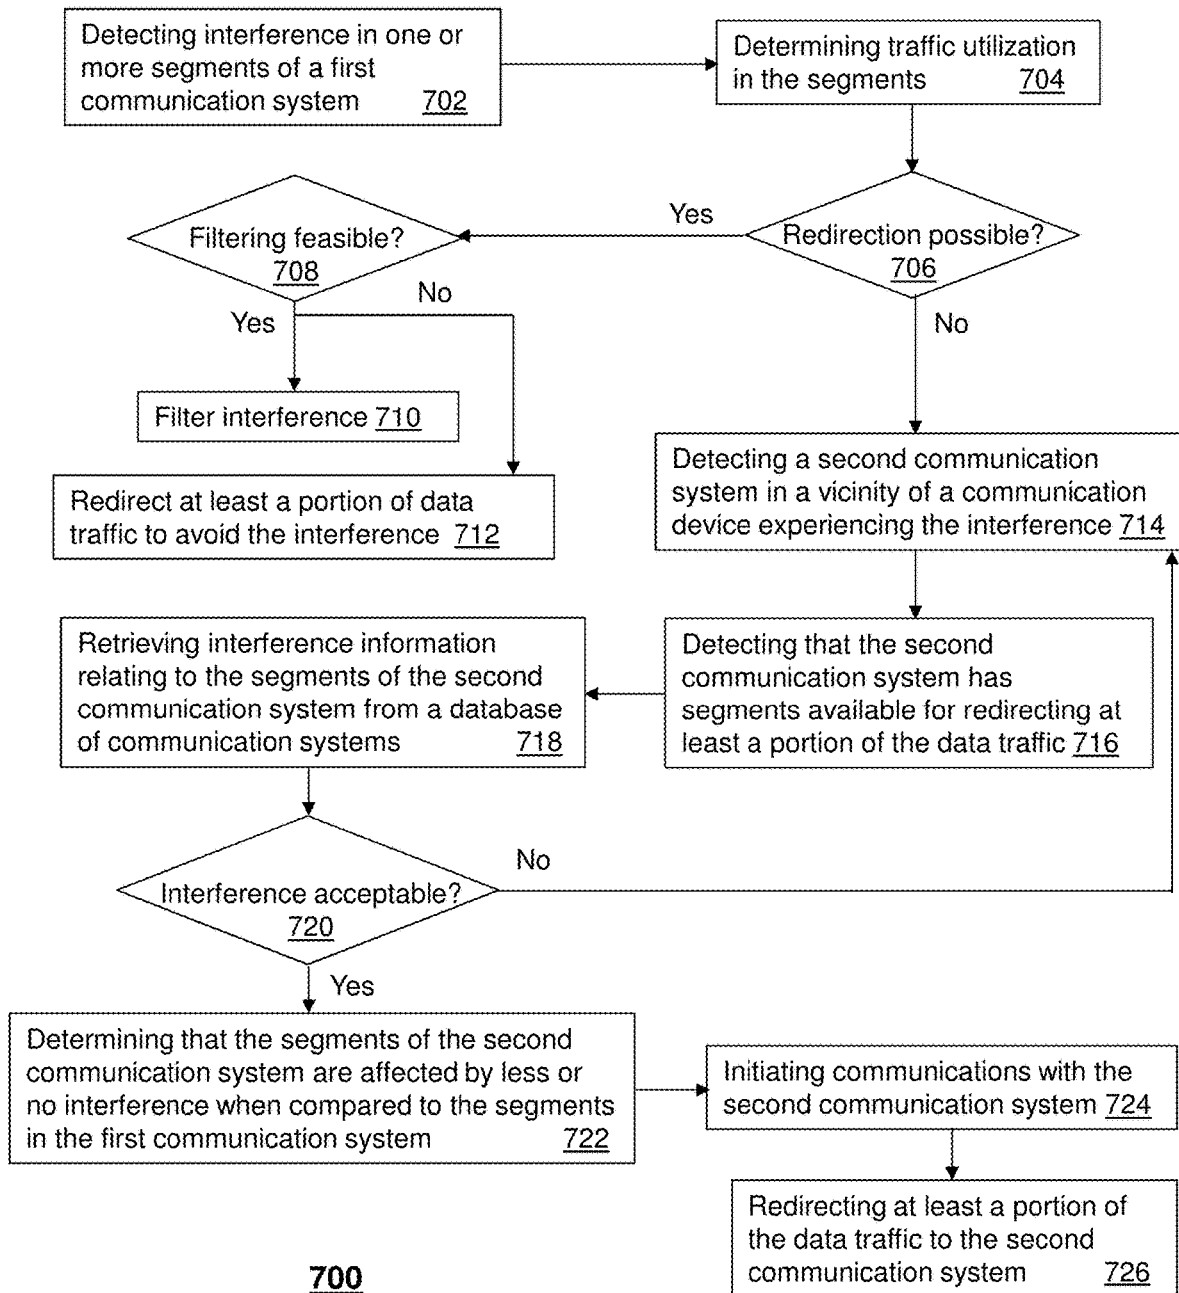 Detecting interference in one or
more segments of a first
communication system 702
Determining traffic utilization
in the segments 704
Yes
Filtering feasible?
708
Redirection possible?
706
No
Yes
No
Filter interference 710
Detecting a second communication
system in a vicinity of a communication
device experiencing the interference 714
Redirect at least a portion of data
traffic to avoid the interference 712
Retrieving interference information
relating to the segments of the second
communication system from a database
of communication systems 718
Detecting that the second
communication system has
segments available for redirecting at
least a portion of the data traffic 716
No
Interference acceptable?
720
Yes
Determining that the segments of the second
communication system are affected by less or
no interference when compared to the segments
in the first communication system 722
Initiating communications with the
second communication system 724
Redirecting at least a portion of
the data traffic to the second
communication system 726
700